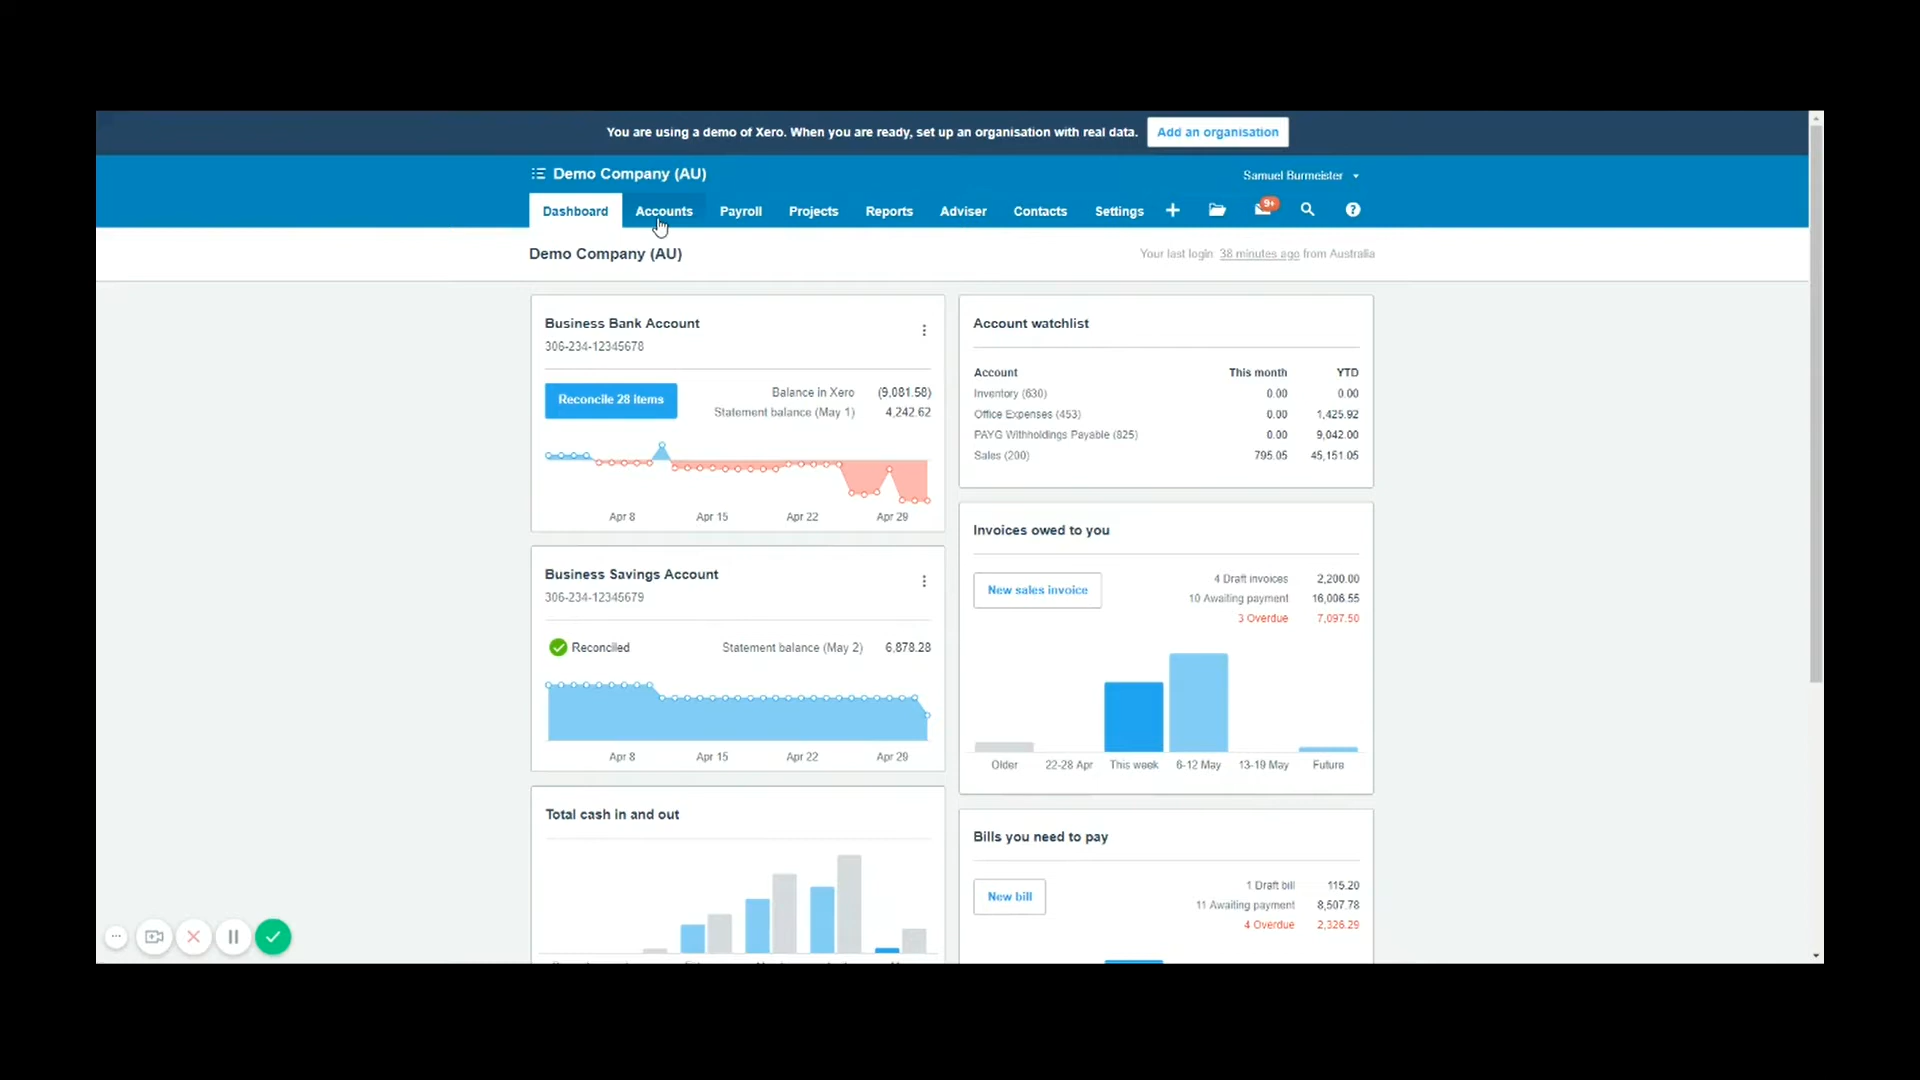 You are using a demo of Xero. When you are ready, set up an organisation with real data. Add an organisation
Demo Company (AU)
Samuel Burmeister
Dashboard Accounts Payroll Projects Reports Adviser Contacts Settings 9+
Demo Company (AU)
Your last login 38 minutes ago from Australia
Business Bank Account
306-234-12345678
Reconcile 28 items
Balance in Xero (9,081.58)
Statement balance (May 1) 4,242.62
Apr 8 Apr 15 Apr 22 Apr 29
Business Savings Account
306-234-12345679
Reconciled
Statement balance (May 2) 6,878.28
Apr 8 Apr 15 Apr 22 Apr 29
Total cash in and out
Account watchlist
Account This month YTD
Inventory (630) 0.00 0.00
Office Expenses (453) 0.00 1,425.92
PAYG Withholdings Payable (825) 0.00 9,042.00
Sales (200) 795.05 45,151.05
Invoices owed to you
New sales invoice
4 Draft invoices 2,200.00
10 Awaiting payment 16,006.55
3 Overdue 7,097.50
Older 22-28 Apr This week 6-12 May 13-19 May Future
Bills you need to pay
New bill
1 Draft bill 115.20
11 Awaiting payment 8,507.78
4 Overdue 2,326.29